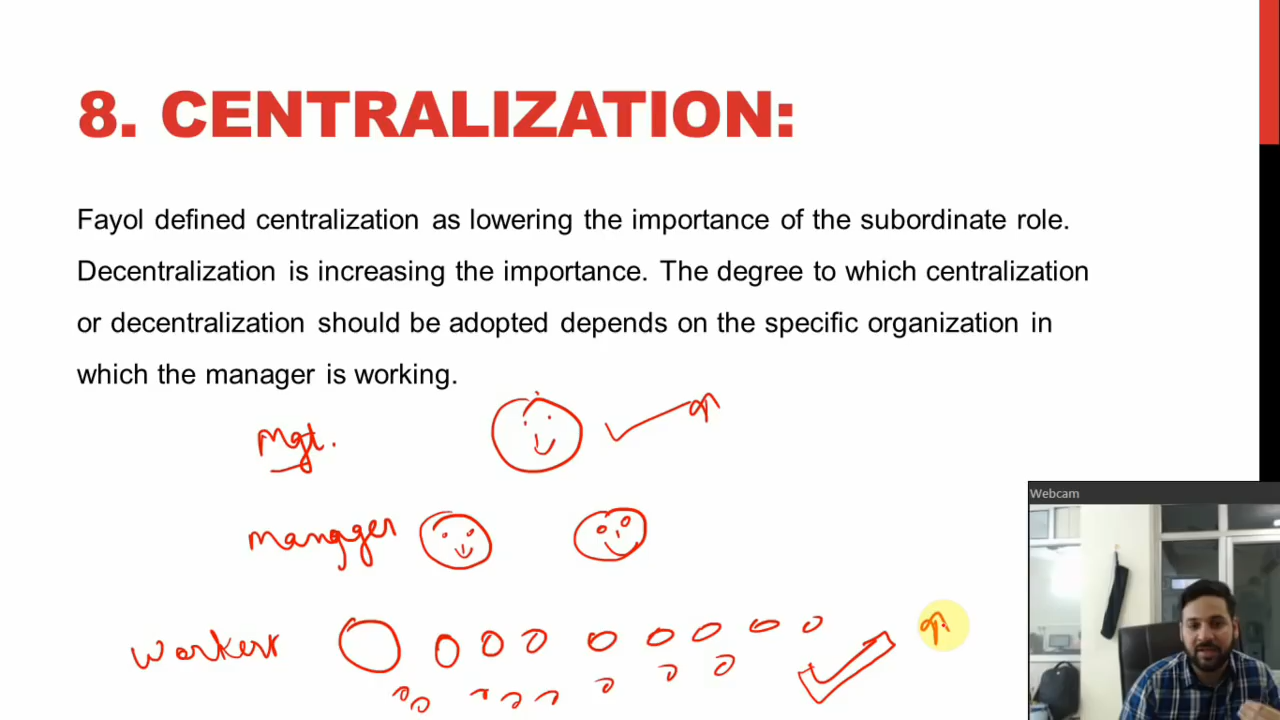 8. CENTRALIZATION:
Fayol defined centralization as lowering the importance of the subordinate role.
Decentralization is increasing the importance. The degree to which centralization
or decentralization should be adopted depends on the specific organization in
which the manager is working.
Mgt.
manager
Webcam
workers